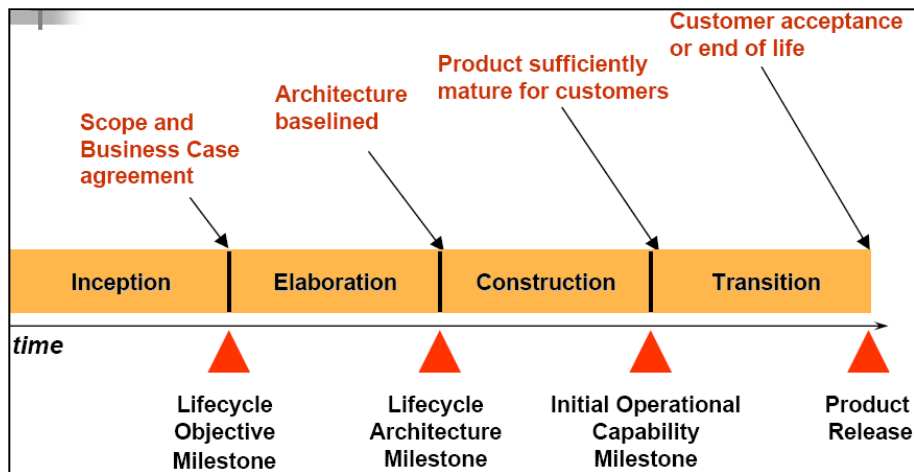 Customer acceptance
or end of life
Product sufficiently
mature for customers
Architecture
baselined
Scope and
Business Case
agreement
Inception
Elaboration
Construction
Transition
time
Lifecycle
Objective
Milestone
Lifecycle
Architecture
Milestone
Initial Operational
Capability
Milestone
Product
Release